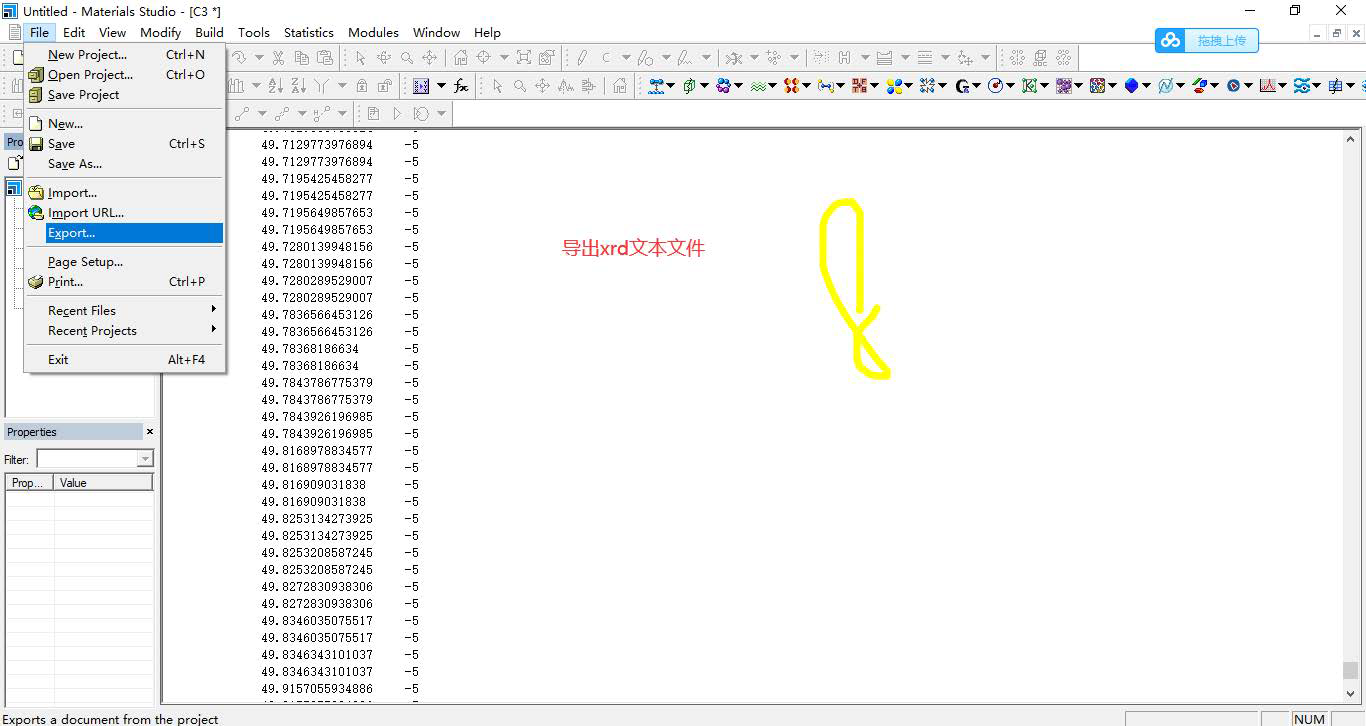 Untitled - Materials Studio - [C3 *]
File Edit View Modify Build Tools Statistics Modules Window Help
拖拽上传
New Project... Ctrl+N
Open Project... Ctrl+O
Save Project
New...
Save Ctrl+S
Save As...
Import...
Import URL...
Export...
Page Setup...
Print... Ctrl+P
Recent Files
Recent Projects
Exit Alt+F4
Pro
Properties
Filter:
Prop... Value
49.7129773976894 -5
49.7129773976894 -5
49.7195425458277 -5
49.7195425458277 -5
49.7195649857653 -5
49.7195649857653 -5
49.7280139948156 -5
49.7280139948156 -5
49.7280289529007 -5
49.7280289529007 -5
49.7836566453126 -5
49.7836566453126 -5
49.78368186634 -5
49.78368186634 -5
49.7843786775379 -5
49.7843786775379 -5
49.7843926196985 -5
49.7843926196985 -5
49.8168978834577 -5
49.8168978834577 -5
49.816909031838 -5
49.816909031838 -5
49.8253134273925 -5
49.8253134273925 -5
49.8253208587245 -5
49.8253208587245 -5
49.8272830938306 -5
49.8272830938306 -5
49.8346035075517 -5
49.8346035075517 -5
49.8346343101037 -5
49.8346343101037 -5
49.9157055934886 -5
导出xrd文本文件
Exports a document from the project
NUM